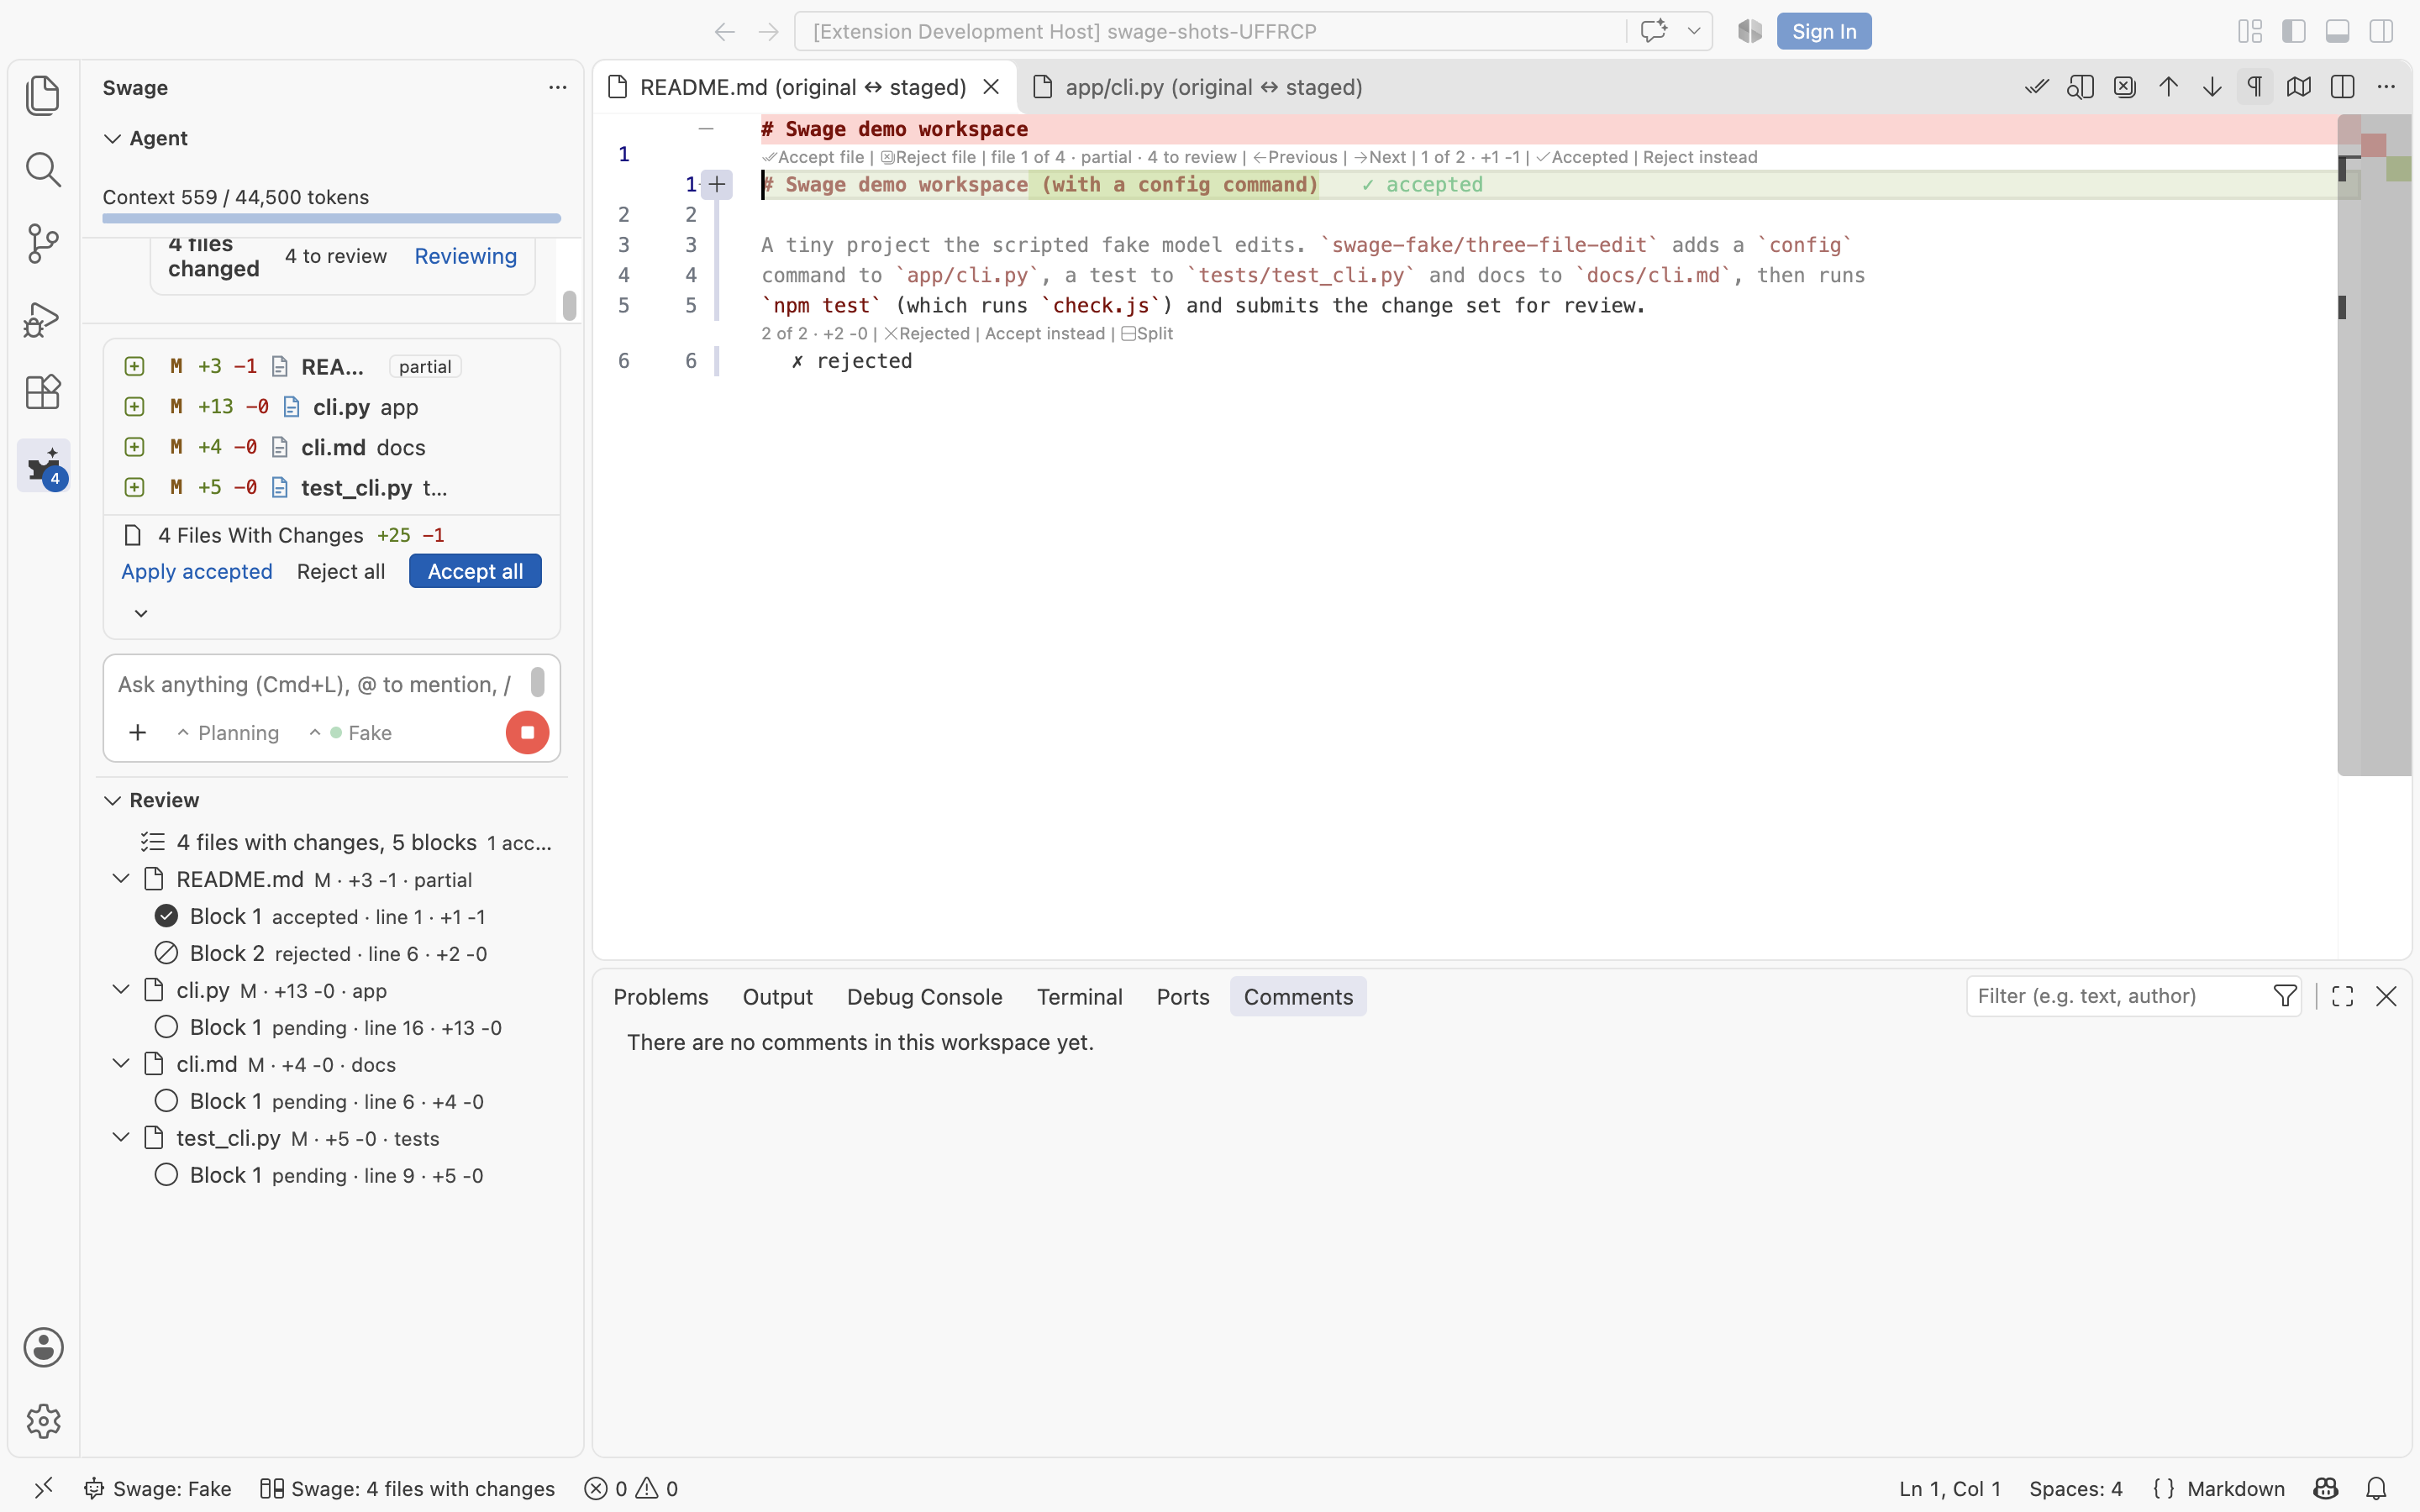 [Extension Development Host] swage-shots-UFFRCP
Sign In
Swage
Agent
Context 559 / 44,500 tokens
4 files changed
4 to review
Reviewing
M +3 −1 REA... partial
M +13 −0 cli.py app
M +4 −0 cli.md docs
M +5 −0 test_cli.py t...
4 Files With Changes +25 −1
Apply accepted Reject all Accept all
Ask anything (Cmd+L), @ to mention, /
Planning Fake
Review
4 files with changes, 5 blocks 1 acc...
README.md M · +3 -1 · partial
Block 1 accepted · line 1 · +1 -1
Block 2 rejected · line 6 · +2 -0
cli.py M · +13 -0 · app
Block 1 pending · line 16 · +13 -0
cli.md M · +4 -0 · docs
Block 1 pending · line 6 · +4 -0
test_cli.py M · +5 -0 · tests
Block 1 pending · line 9 · +5 -0
4
README.md (original ↔ staged)
app/cli.py (original ↔ staged)
# Swage demo workspace
1
Accept file | Reject file | file 1 of 4 · partial · 4 to review | ←Previous | →Next | 1 of 2 · +1 -1 | ✓Accepted | Reject instead
1 + # Swage demo workspace (with a config command) ✓ accepted
2 2
3 3 A tiny project the scripted fake model edits. `swage-fake/three-file-edit` adds a `config`
4 4 command to `app/cli.py`, a test to `tests/test_cli.py` and docs to `docs/cli.md`, then runs
5 5 `npm test` (which runs `check.js`) and submits the change set for review.
2 of 2 · +2 -0 | ✕Rejected | Accept instead | Split
6 6 ✗ rejected
Problems Output Debug Console Terminal Ports Comments
Filter (e.g. text, author)
There are no comments in this workspace yet.
Swage: Fake
Swage: 4 files with changes
0 0
Ln 1, Col 1
Spaces: 4
{ } Markdown